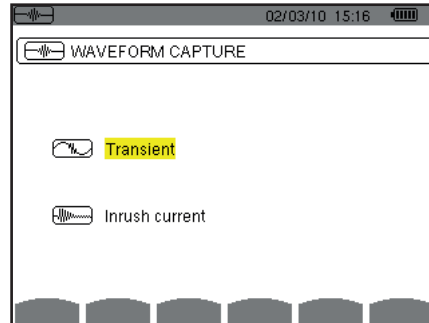 02/03/10 15:16
WAVEFORM CAPTURE
Transient
Inrush current